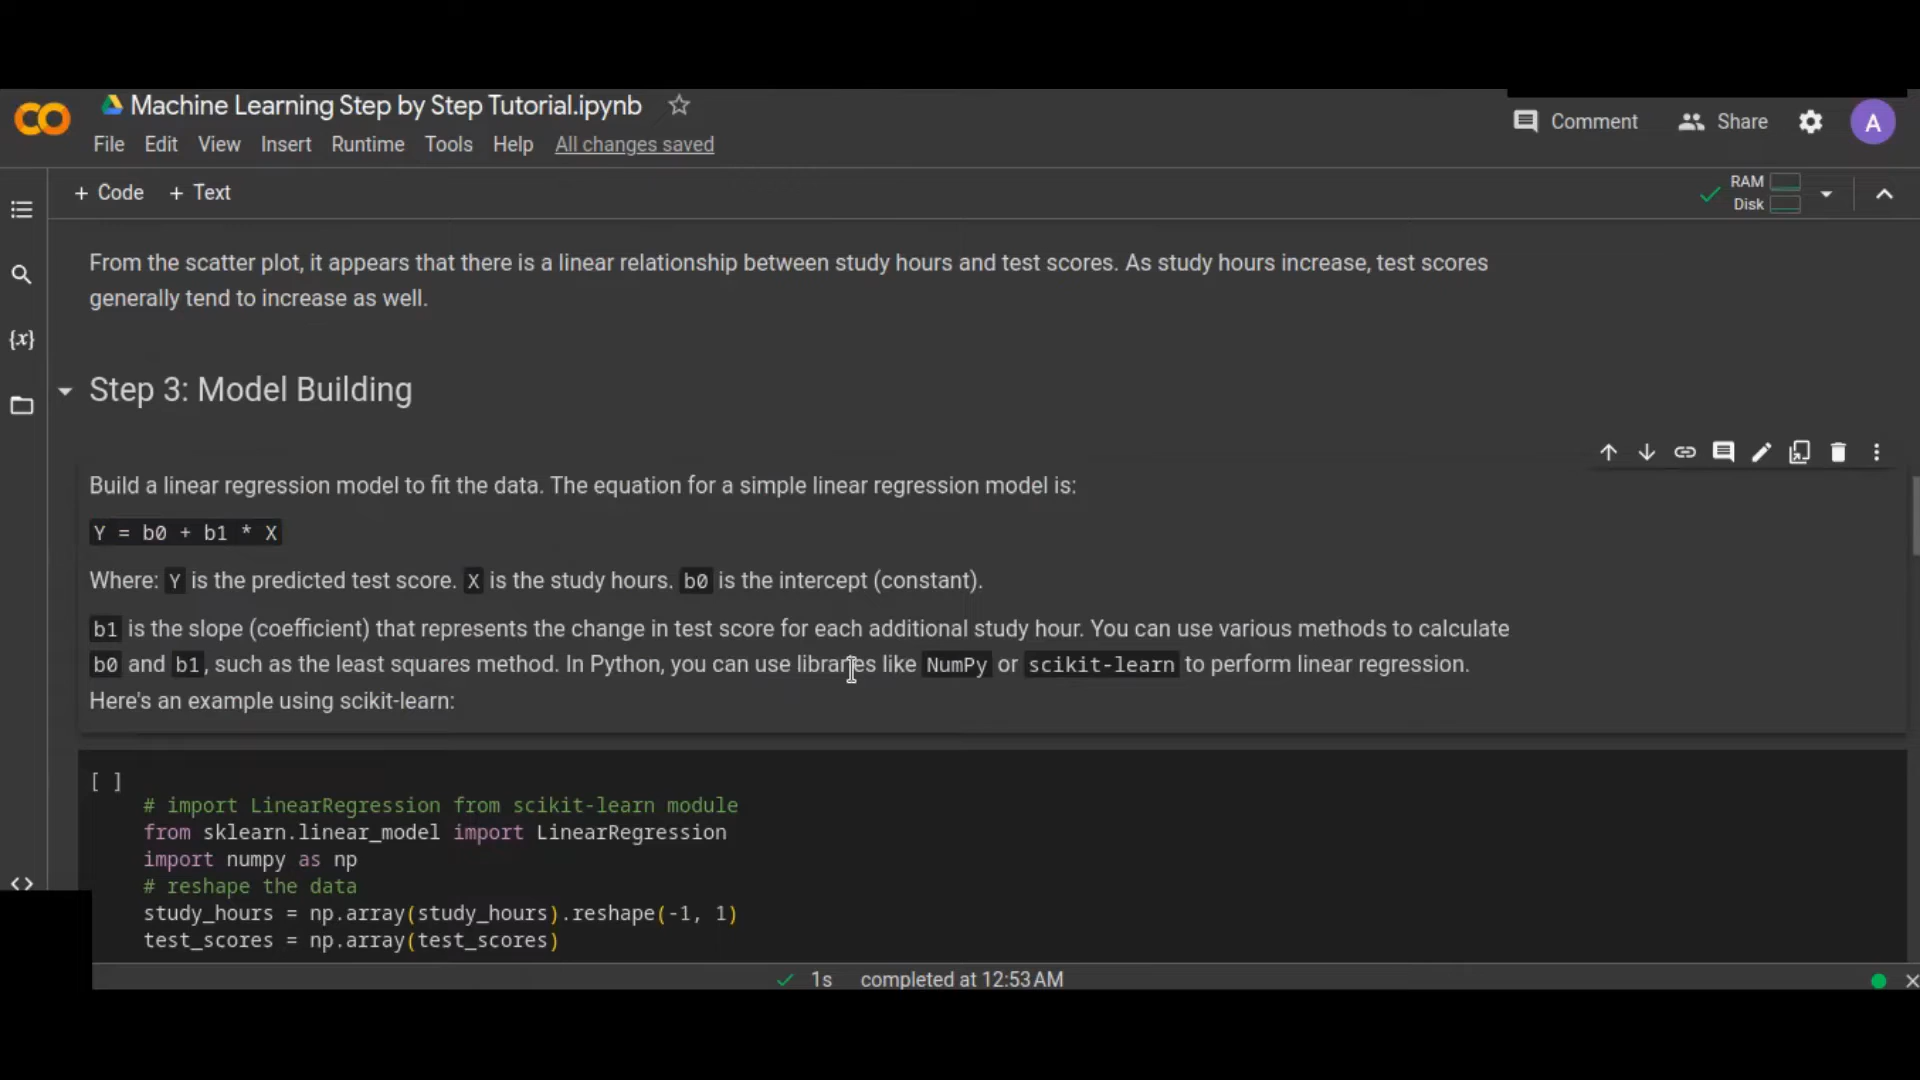 Machine Learning Step by Step Tutorial.ipynb
Comment
Share
A
File Edit View Insert Runtime Tools Help All changes saved
+ Code + Text
RAM
Disk
From the scatter plot, it appears that there is a linear relationship between study hours and test scores. As study hours increase, test scores
generally tend to increase as well.
{x}
Step 3: Model Building
Build a linear regression model to fit the data. The equation for a simple linear regression model is:
Y = b0 + b1 * X
Where: Y is the predicted test score. X is the study hours. b0 is the intercept (constant).
b1 is the slope (coefficient) that represents the change in test score for each additional study hour. You can use various methods to calculate
b0 and b1, such as the least squares method. In Python, you can use libraries like NumPy or scikit-learn to perform linear regression.
Here's an example using scikit-learn:
[ ]
# import LinearRegression from scikit-learn module
from sklearn.linear_model import LinearRegression
import numpy as np
# reshape the data
study_hours = np.array(study_hours).reshape(-1, 1)
test_scores = np.array(test_scores)
1s completed at 12:53 AM